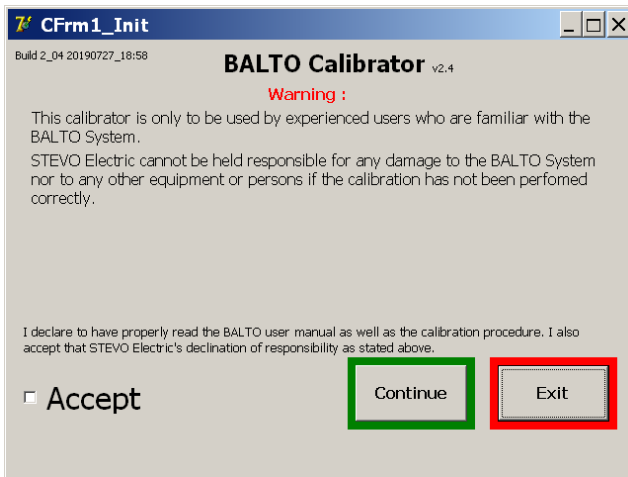 CFrm1_Init
Build 2_04 20190727_18:58
BALTO Calibrator v2.4
Warning :
This calibrator is only to be used by experienced users who are familiar with the
BALTO System.
STEVO Electric cannot be held responsible for any damage to the BALTO System
nor to any other equipment or persons if the calibration has not been perfomed
correctly.
I declare to have properly read the BALTO user manual as well as the calibration procedure. I also
accept that STEVO Electric's declination of responsibility as stated above.
Accept
Continue
Exit